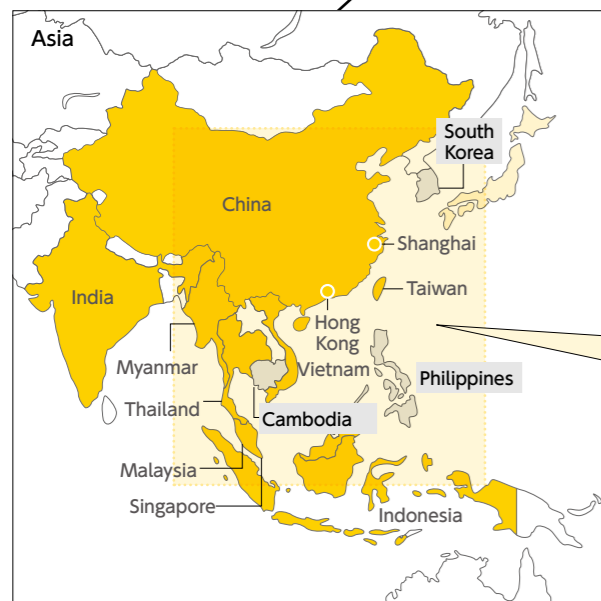 Asia
South
Korea
China
Shanghai
India
Taiwan
Hong
Kong
Myanmar
Vietnam
Philippines
Thailand
Cambodia
Malaysia
Singapore
Indonesia